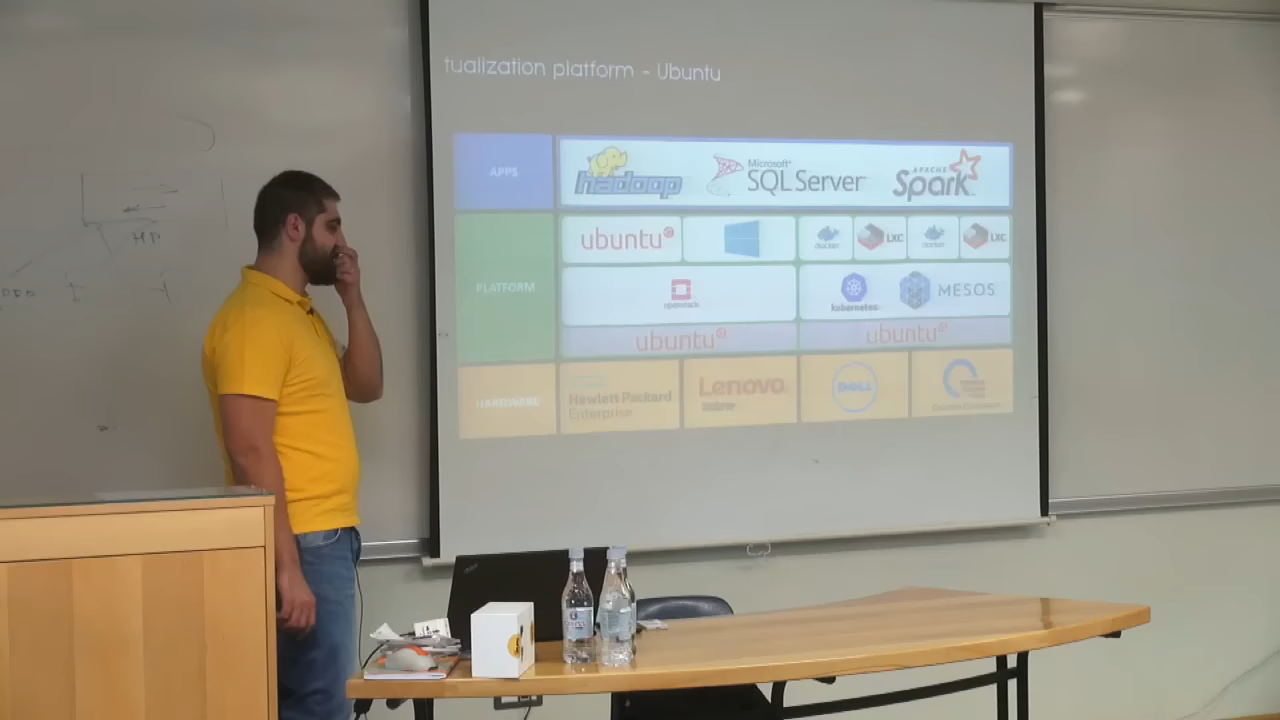 tualization platform - Ubuntu
APPS
hadoop
Microsoft®
SQL Server
APACHE
Spark
ubuntu
docker
LXC
docker
LXC
PLATFORM
openstack
kubernetes
MESOS
ubuntu
ubuntu
HARDWARE
Hewlett Packard
Enterprise
Lenovo
DELL
HD